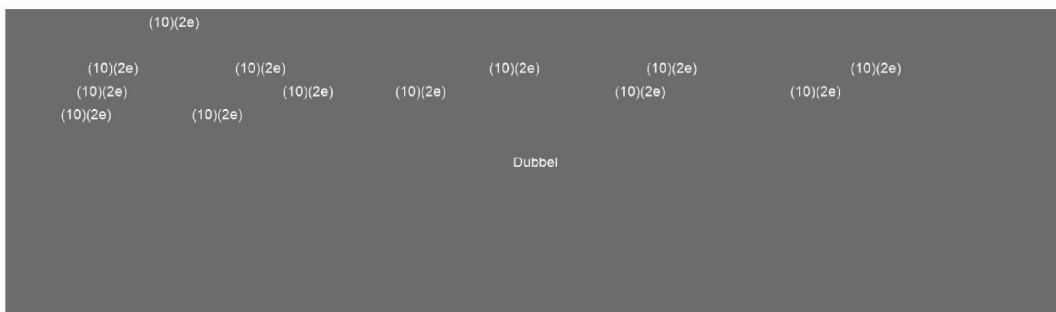 (10)(2e)
(10)(2e) (10)(2e) (10)(2e) (10)(2e) (10)(2e)
(10)(2e) (10)(2e) (10)(2e) (10)(2e) (10)(2e)
(10)(2e) (10)(2e)
Dubbel